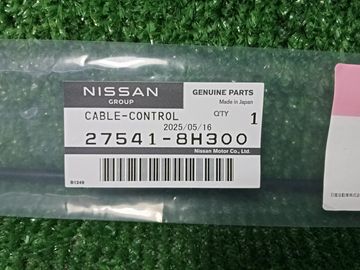 NISSAN
GROUP
GENUINE PARTS
Made in Japan
CABLE-CONTROL
Q'TY
1
2025/05/16
27541-8H300
Nissan Motor Co., Ltd.
B1249